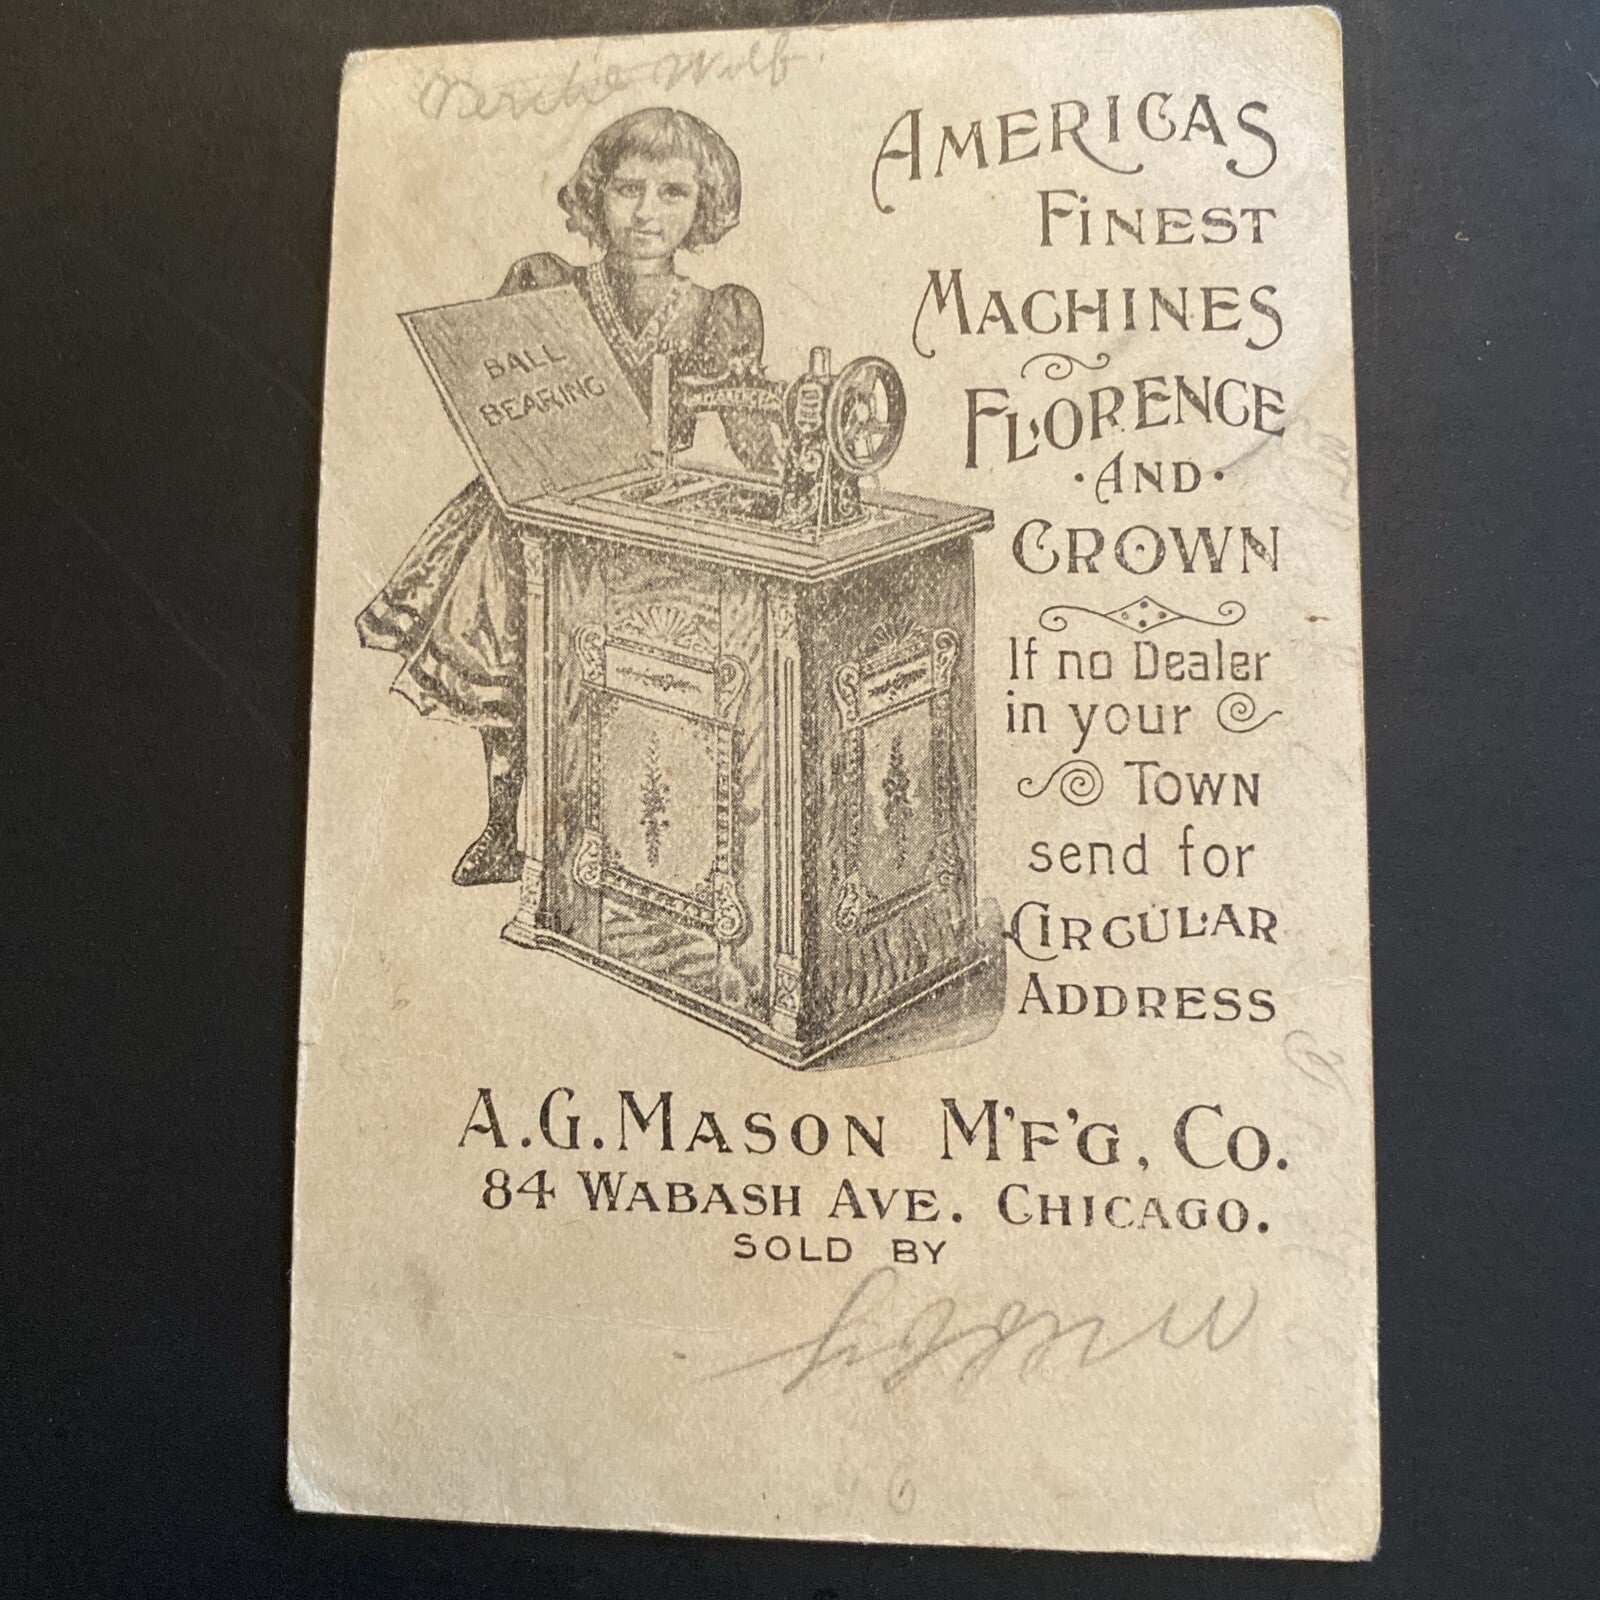 AMERICAS
FINEST
MACHINES
FLORENCE
·AND·
CROWN
BALL
BEARING
If no Dealer
in your
TOWN
send for
CIRCULAR
ADDRESS
A.G. MASON M'F'G, Co.
84 WABASH AVE. CHICAGO.
SOLD BY